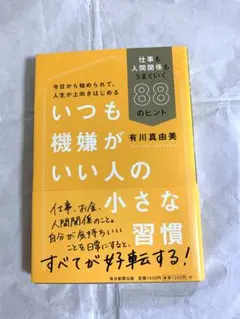 今日から始められて、
人生が上向きはじめる
仕事も
人間関係も
うまくいく
88
のヒント
いつも
機嫌が
いい人の
小さな
習慣
有川真由美
仕事、お金、
人間関係のこと。
自分が気持ちいい
ことを日常にすると、
すべてが好転する!
毎日新聞出版